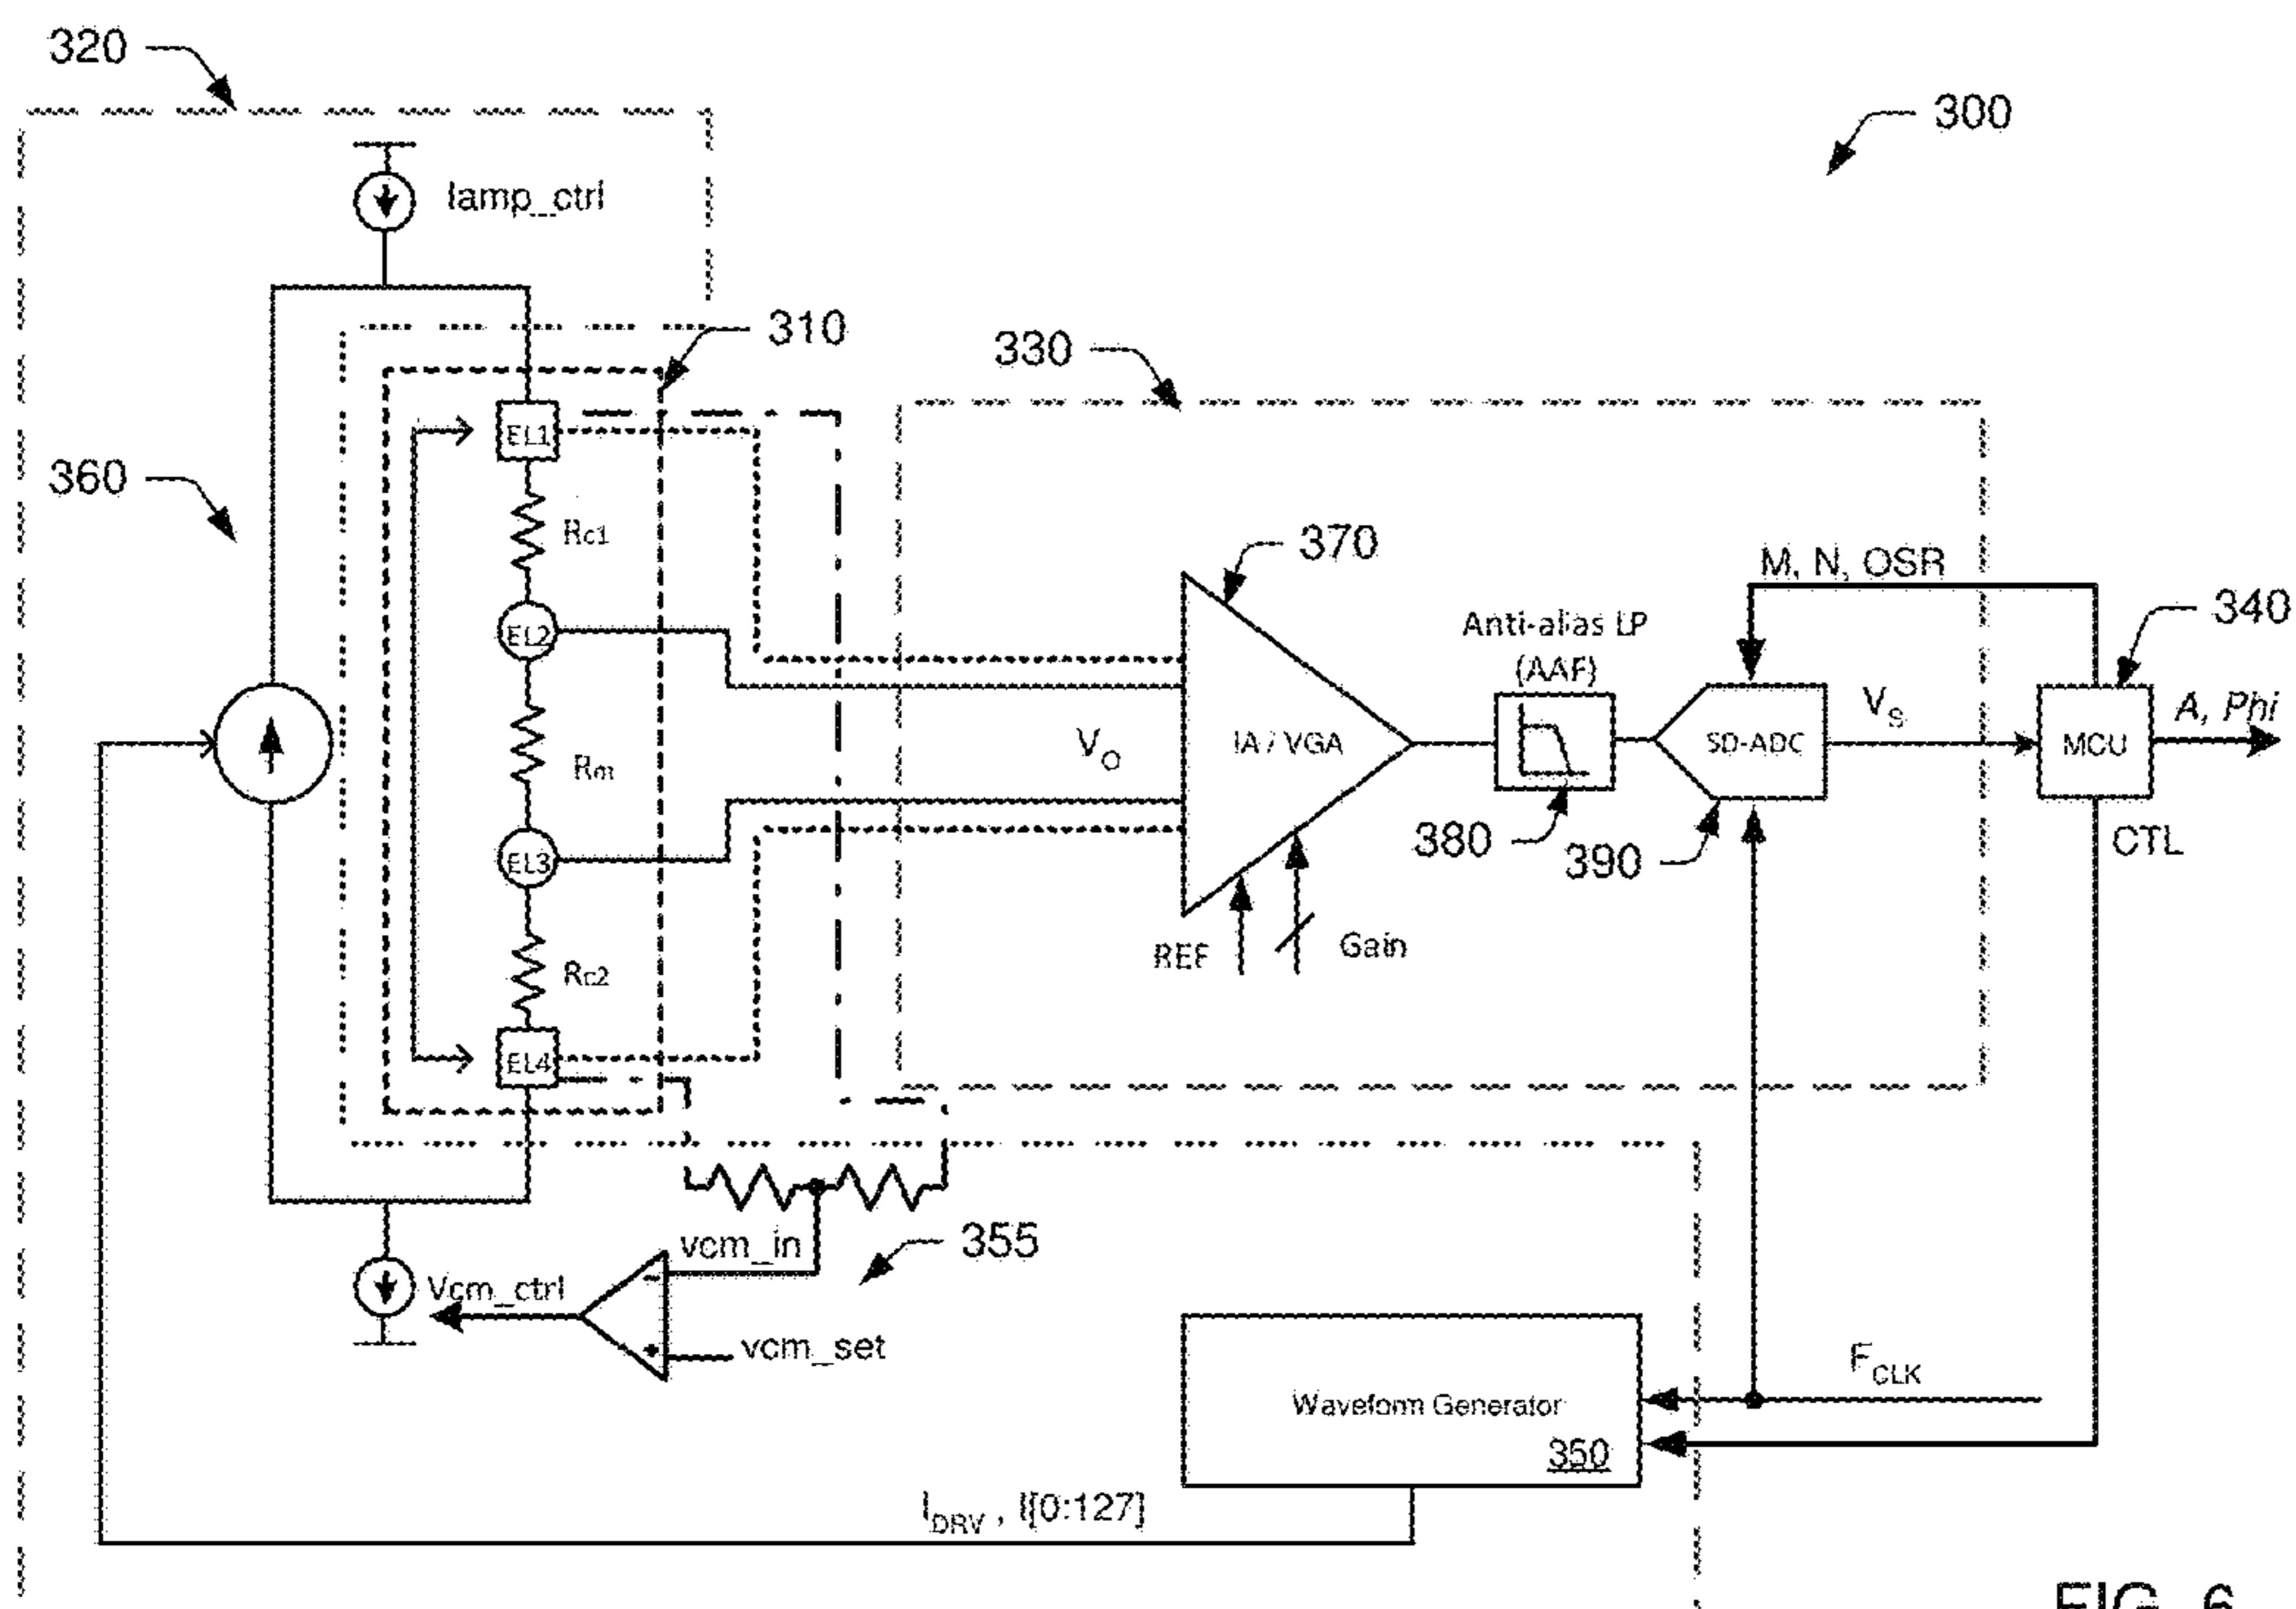 320
300
Iamp_ctrl
310
330
EL1
360
Rc1
370
M, N, OSR
340
Anti-alias LP
(AAF)
EL2
A, Phi
VS
VO
IA / VGA
SD-ADC
MCU
Rm
380
390
CTL
EL3
REF
Gain
Rc2
EL4
vcm_in
355
Vcm_ctrl
vcm_set
FCLK
Waveform Generator
350
IDRV , I[0:127]
FIG. 6